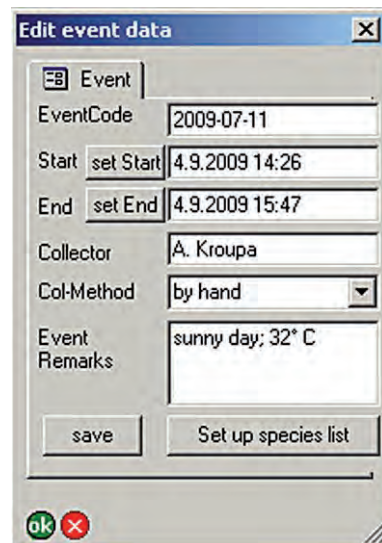 Edit event data
Event
EventCode 2009-07-11
Start set Start 4.9.2009 14:26
End set End 4.9.2009 15:47
Collector A. Kroupa
Col-Method by hand
Event sunny day; 32° C
Remarks
save Set up species list
ok